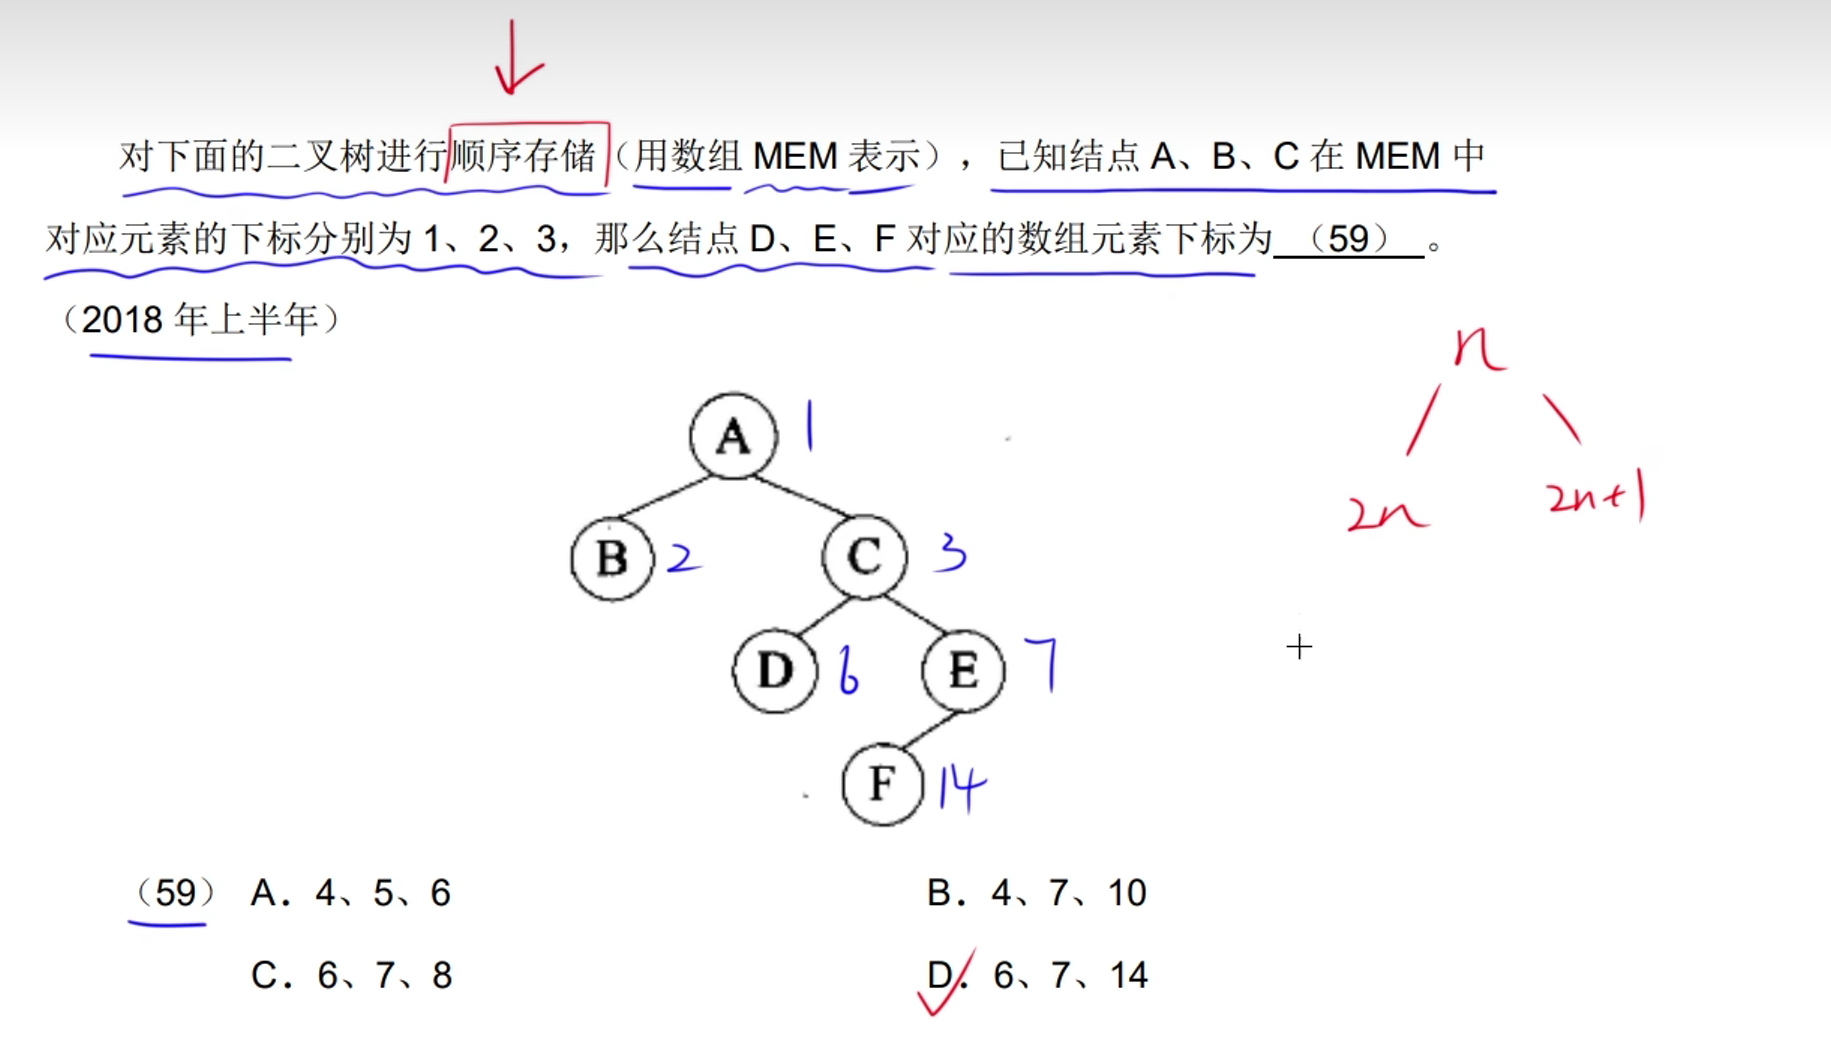 对下面的二叉树进行顺序存储（用数组 MEM 表示），已知结点 A、B、C 在 MEM 中
对应元素的下标分别为 1、2、3，那么结点 D、E、F 对应的数组元素下标为（59）。
（2018 年上半年）
n
2n 2n+1
A 1
B 2 C 3
D 6 E 7
F 14
（59） A．4、5、6 B．4、7、10
C．6、7、8 D．6、7、14